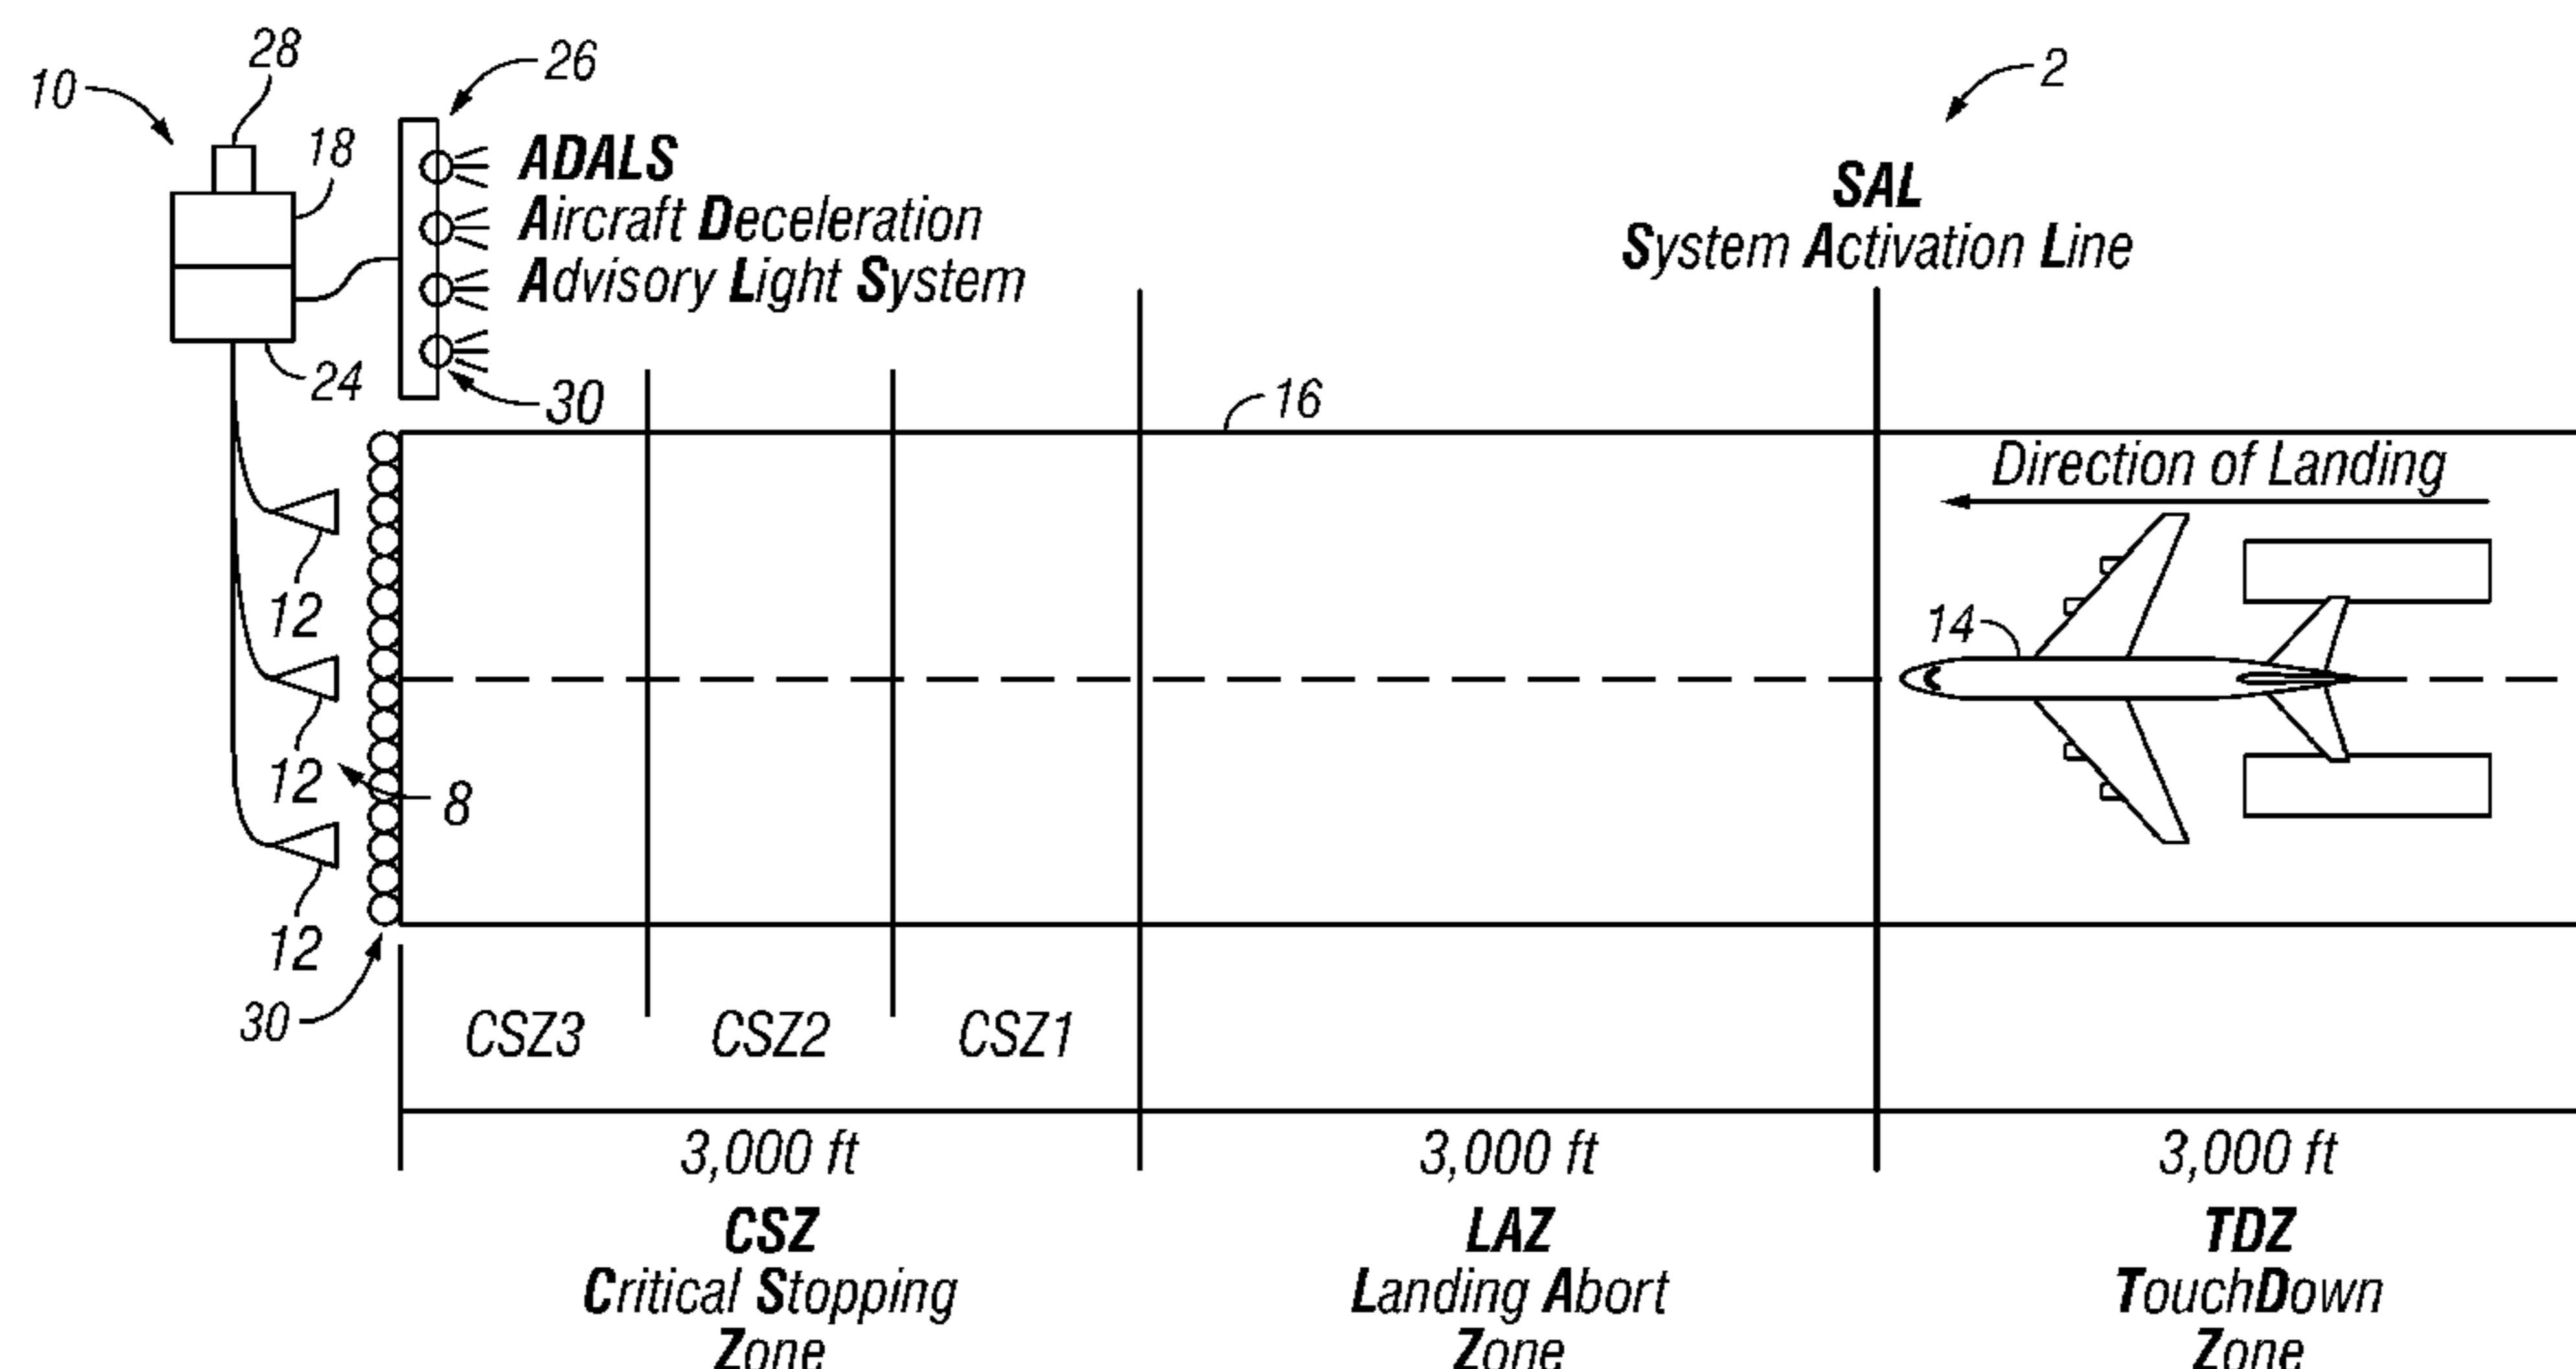 28
26
10
2
18
ADALS
Aircraft Deceleration
Advisory Light System
SAL
System Activation Line
24
30
16
Direction of Landing
12
14
12
8
12
30
CSZ3
CSZ2
CSZ1
3,000 ft
3,000 ft
3,000 ft
CSZ
LAZ
TDZ
Critical Stopping
Landing Abort
TouchDown
Zone
Zone
Zone